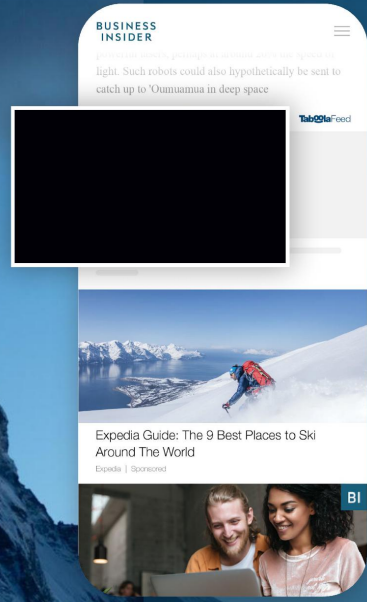 BUSINESS
INSIDER
light. Such robots could also hypothetically be sent to
catch up to 'Oumuamua in deep space
TaboolaFeed
Expedia Guide: The 9 Best Places to Ski
Around The World
Expedia | Sponsored
BI